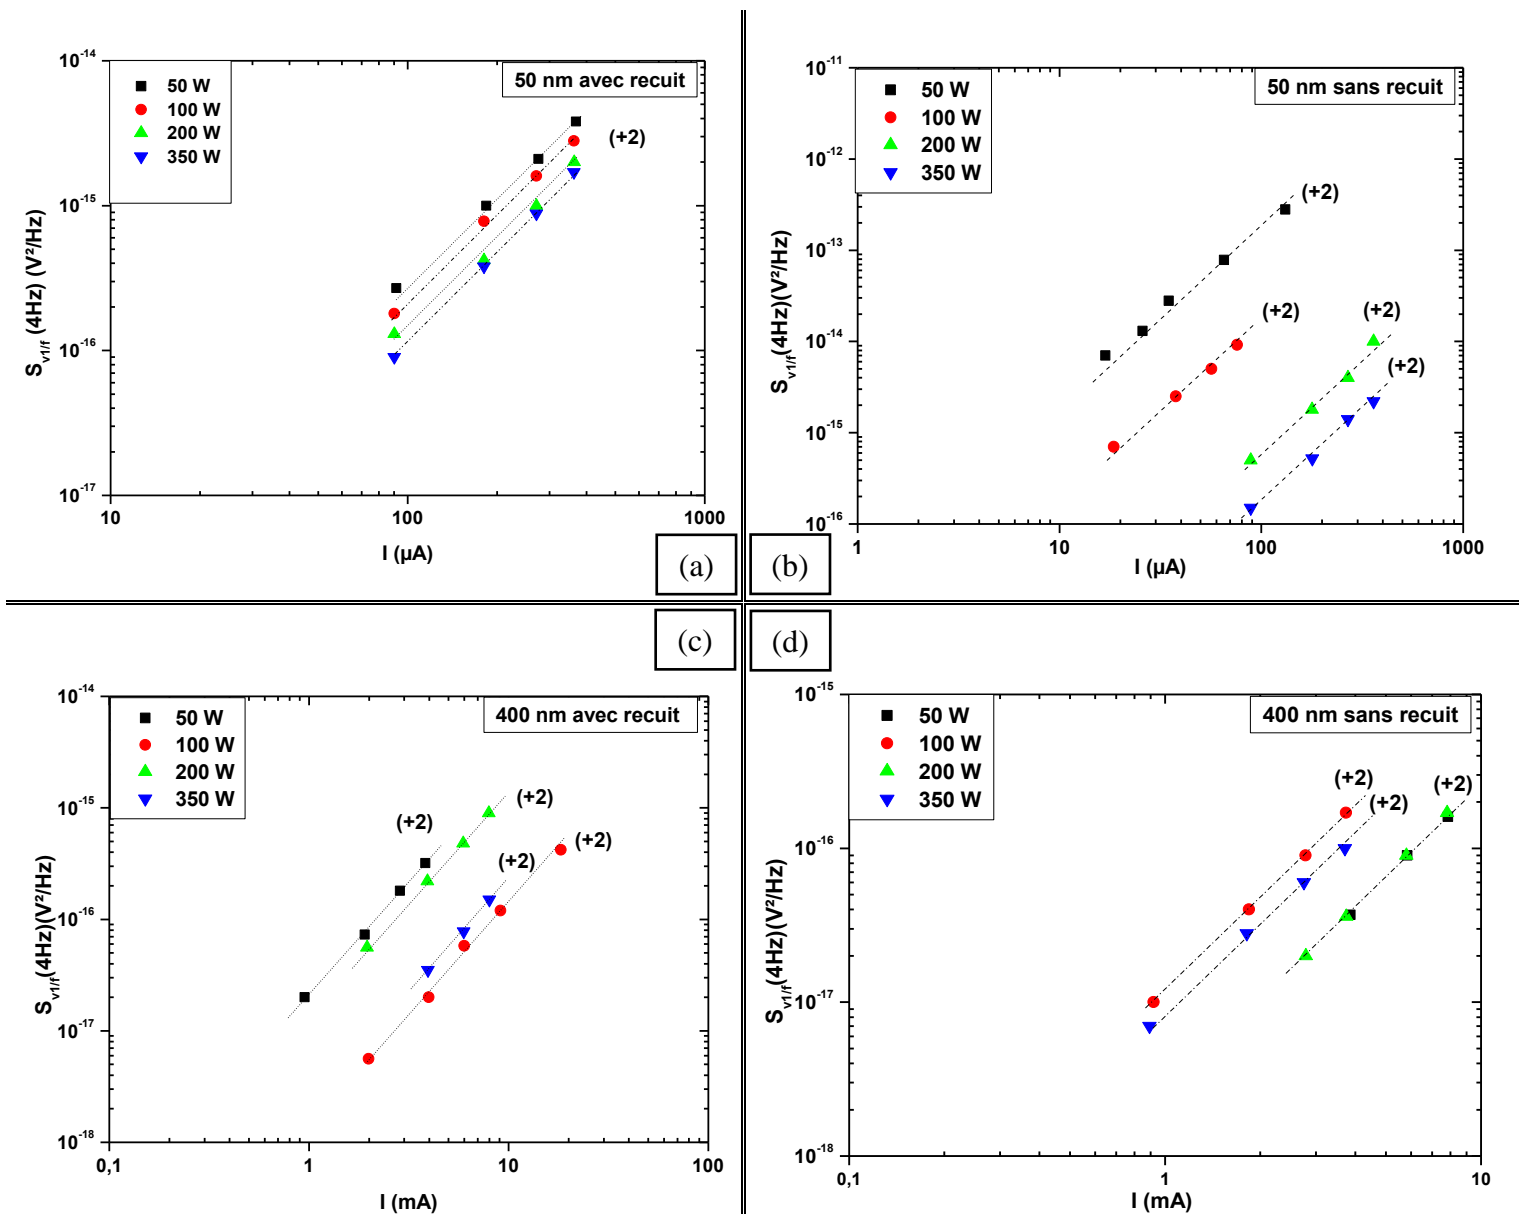 50 nm avec recuit
50 W
100 W
200 W
350 W
(+2)
10⁻¹⁴
10⁻¹⁵
10⁻¹⁶
10⁻¹⁷
S_v1/f (4Hz) (V²/Hz)
10
100
1000
I (µA)
(a)
50 nm sans recuit
50 W
100 W
200 W
350 W
(+2)
(+2)
(+2)
(+2)
10⁻¹¹
10⁻¹²
10⁻¹³
10⁻¹⁴
10⁻¹⁵
10⁻¹⁶
S_v1/f(4Hz)(V²/Hz)
1
10
100
1000
I (µA)
(b)
(c)
400 nm avec recuit
50 W
100 W
200 W
350 W
(+2)
(+2)
(+2)
(+2)
10⁻¹⁴
10⁻¹⁵
10⁻¹⁶
10⁻¹⁷
10⁻¹⁸
S_v1/f(4Hz)(V²/Hz)
0,1
1
10
100
I (mA)
(d)
400 nm sans recuit
50 W
100 W
200 W
350 W
(+2)
(+2)
(+2)
10⁻¹⁵
10⁻¹⁶
10⁻¹⁷
10⁻¹⁸
S_v1/f(4Hz)(V²/Hz)
0,1
1
10
I (mA)